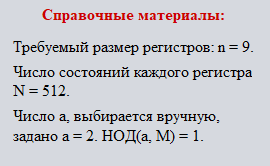 Справочные материалы:
Требуемый размер регистров: n = 9.
Число состояний каждого регистра
N = 512.
Число a, выбирается вручную,
задано a = 2. НОД(a, M) = 1.